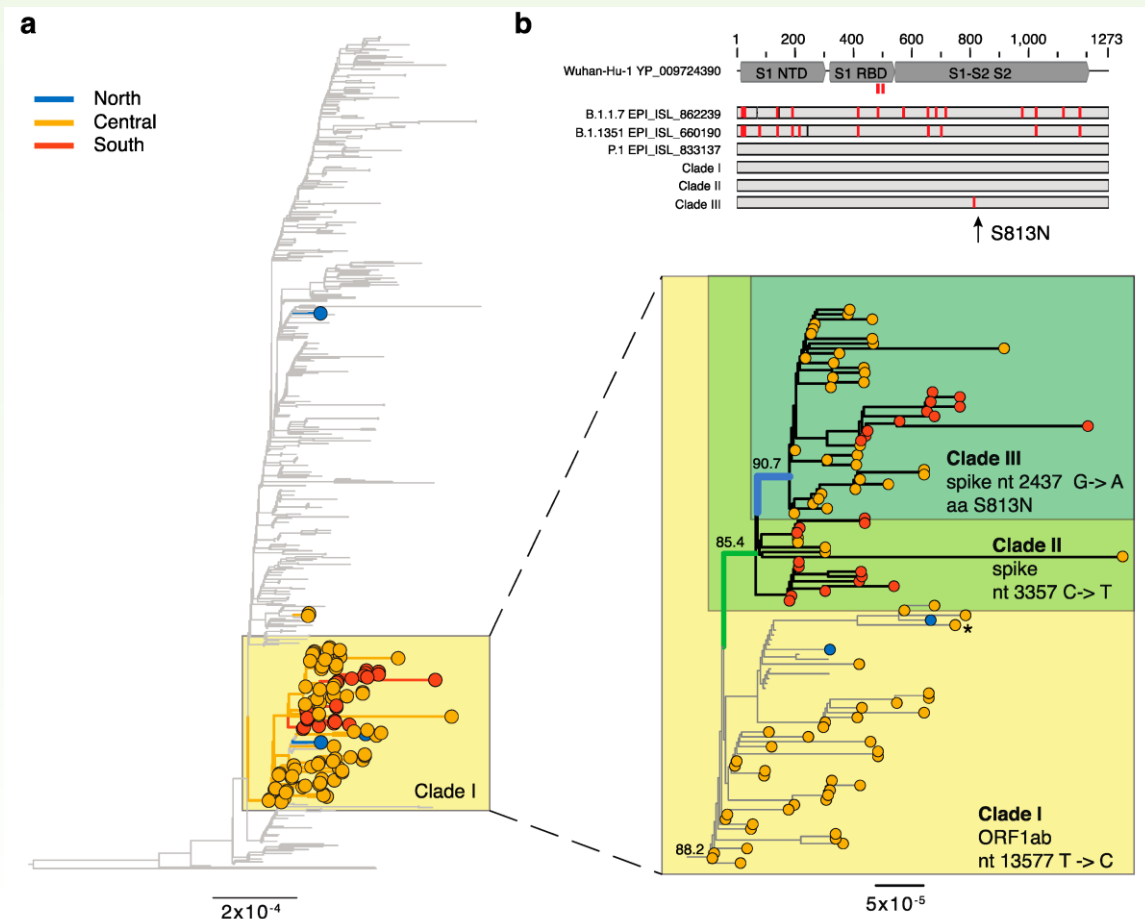 a
North
Central
South
Clade I
2x10-4
b
1 200 400 600 800 1,000 1273
Wuhan-Hu-1 YP_009724390
S1 NTD S1 RBD S1-S2 S2
B.1.1.7 EPI_ISL_862239
B.1.1351 EPI_ISL_660190
P.1 EPI_ISL_833137
Clade I
Clade II
Clade III
S813N
90.7
Clade III
spike nt 2437 G-> A
aa S813N
85.4
Clade II
spike
nt 3357 C-> T
*
Clade I
ORF1ab
nt 13577 T -> C
88.2
5x10-5